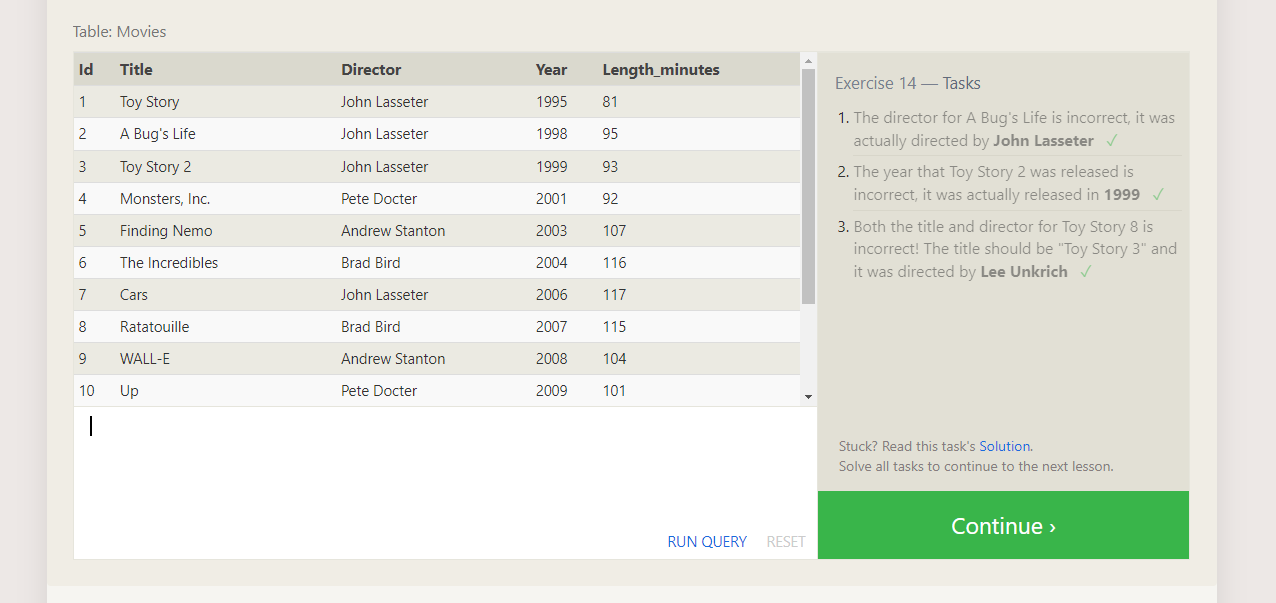 Table: Movies
Id Title Director Year Length_minutes
1 Toy Story John Lasseter 1995 81
2 A Bug's Life John Lasseter 1998 95
3 Toy Story 2 John Lasseter 1999 93
4 Monsters, Inc. Pete Docter 2001 92
5 Finding Nemo Andrew Stanton 2003 107
6 The Incredibles Brad Bird 2004 116
7 Cars John Lasseter 2006 117
8 Ratatouille Brad Bird 2007 115
9 WALL-E Andrew Stanton 2008 104
10 Up Pete Docter 2009 101
RUN QUERY RESET
Exercise 14 — Tasks
1. The director for A Bug's Life is incorrect, it was
actually directed by John Lasseter ✓
2. The year that Toy Story 2 was released is
incorrect, it was actually released in 1999 ✓
3. Both the title and director for Toy Story 8 is
incorrect! The title should be "Toy Story 3" and
it was directed by Lee Unkrich ✓
Stuck? Read this task's Solution.
Solve all tasks to continue to the next lesson.
Continue ›